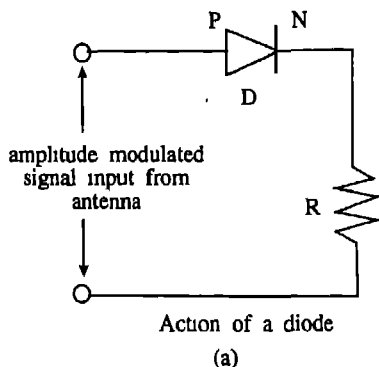 P N
D
amplitude modulated
signal input from
antenna
R
Action of a diode
(a)